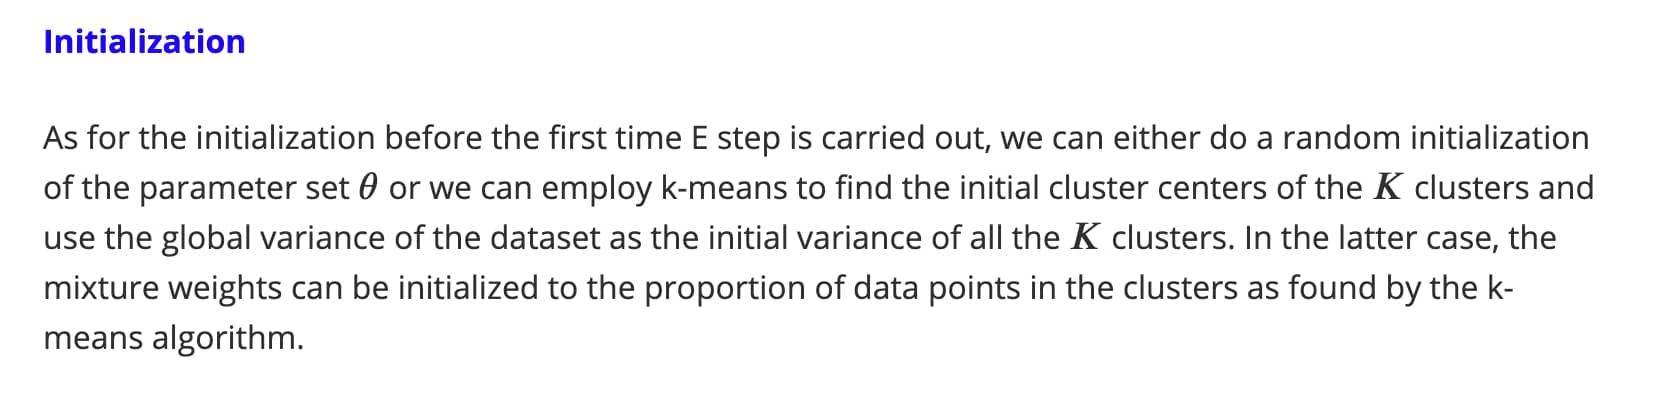 Initialization
As for the initialization before the first time E step is carried out, we can either do a random initialization
of the parameter set θ or we can employ k-means to find the initial cluster centers of the K clusters and
use the global variance of the dataset as the initial variance of all the K clusters. In the latter case, the
mixture weights can be initialized to the proportion of data points in the clusters as found by the k-
means algorithm.